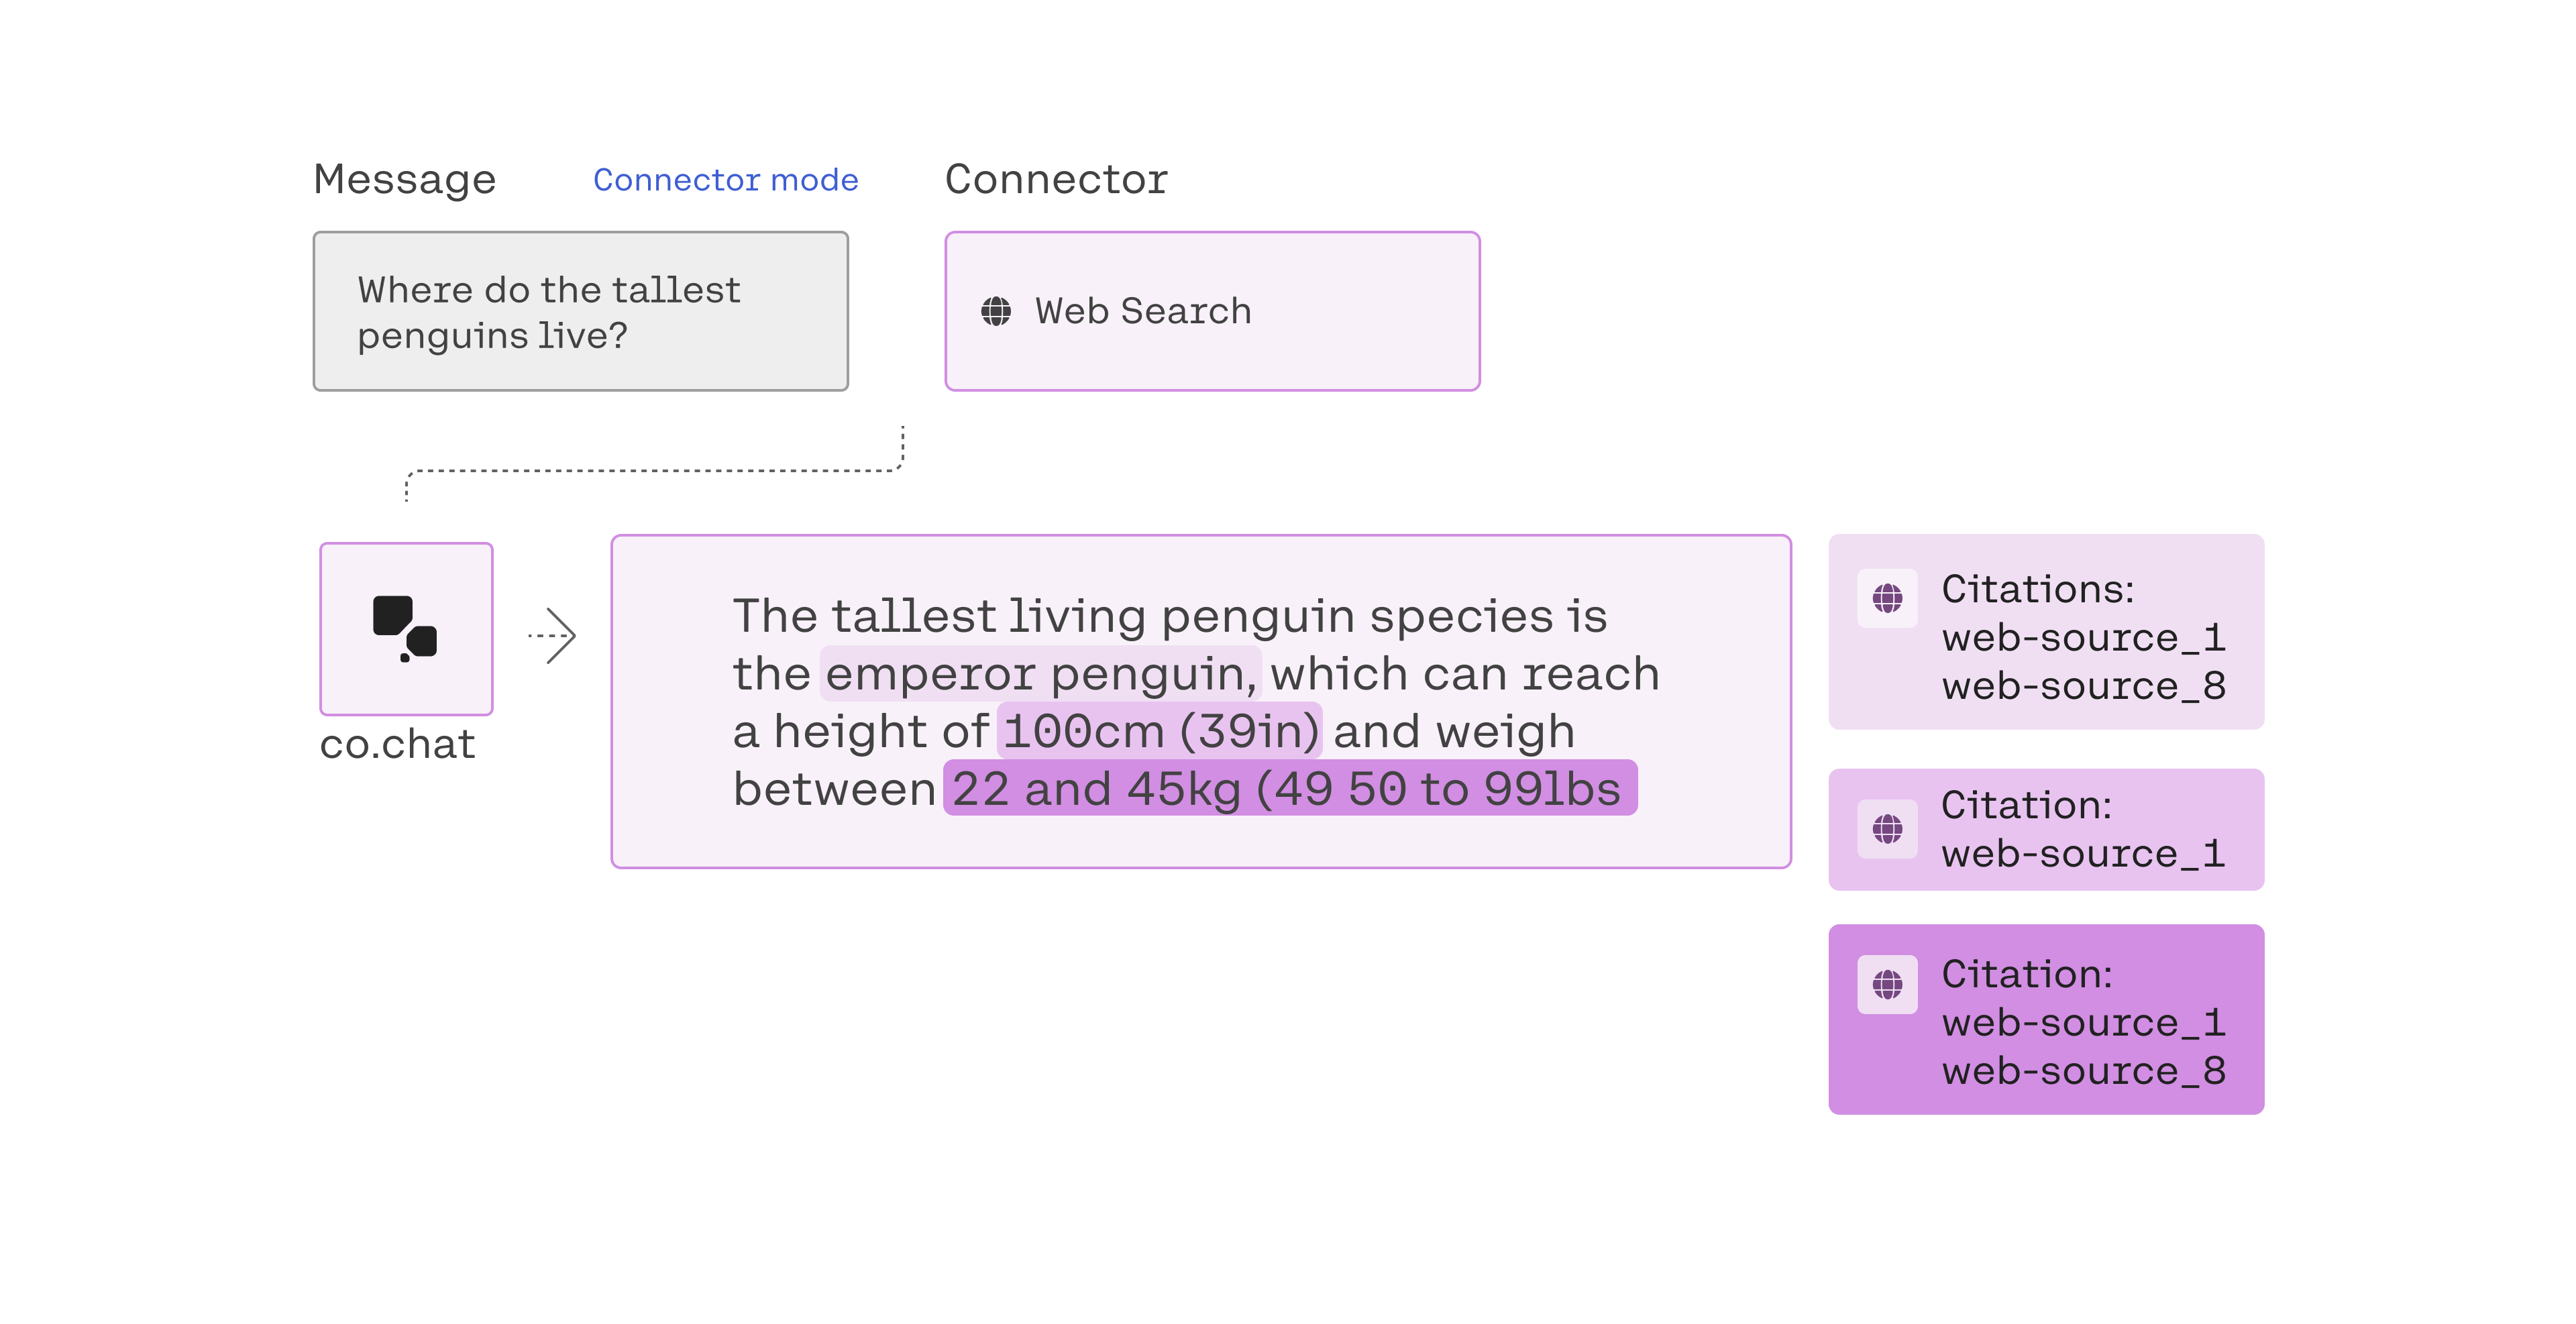 Message
Connector mode
Connector
Where do the tallest
penguins live?
Web Search
co.chat
The tallest living penguin species is
the emperor penguin, which can reach
a height of 100cm (39in) and weigh
between 22 and 45kg (49 50 to 99lbs
Citations:
web-source_1
web-source_8
Citation:
web-source_1
Citation:
web-source_1
web-source_8